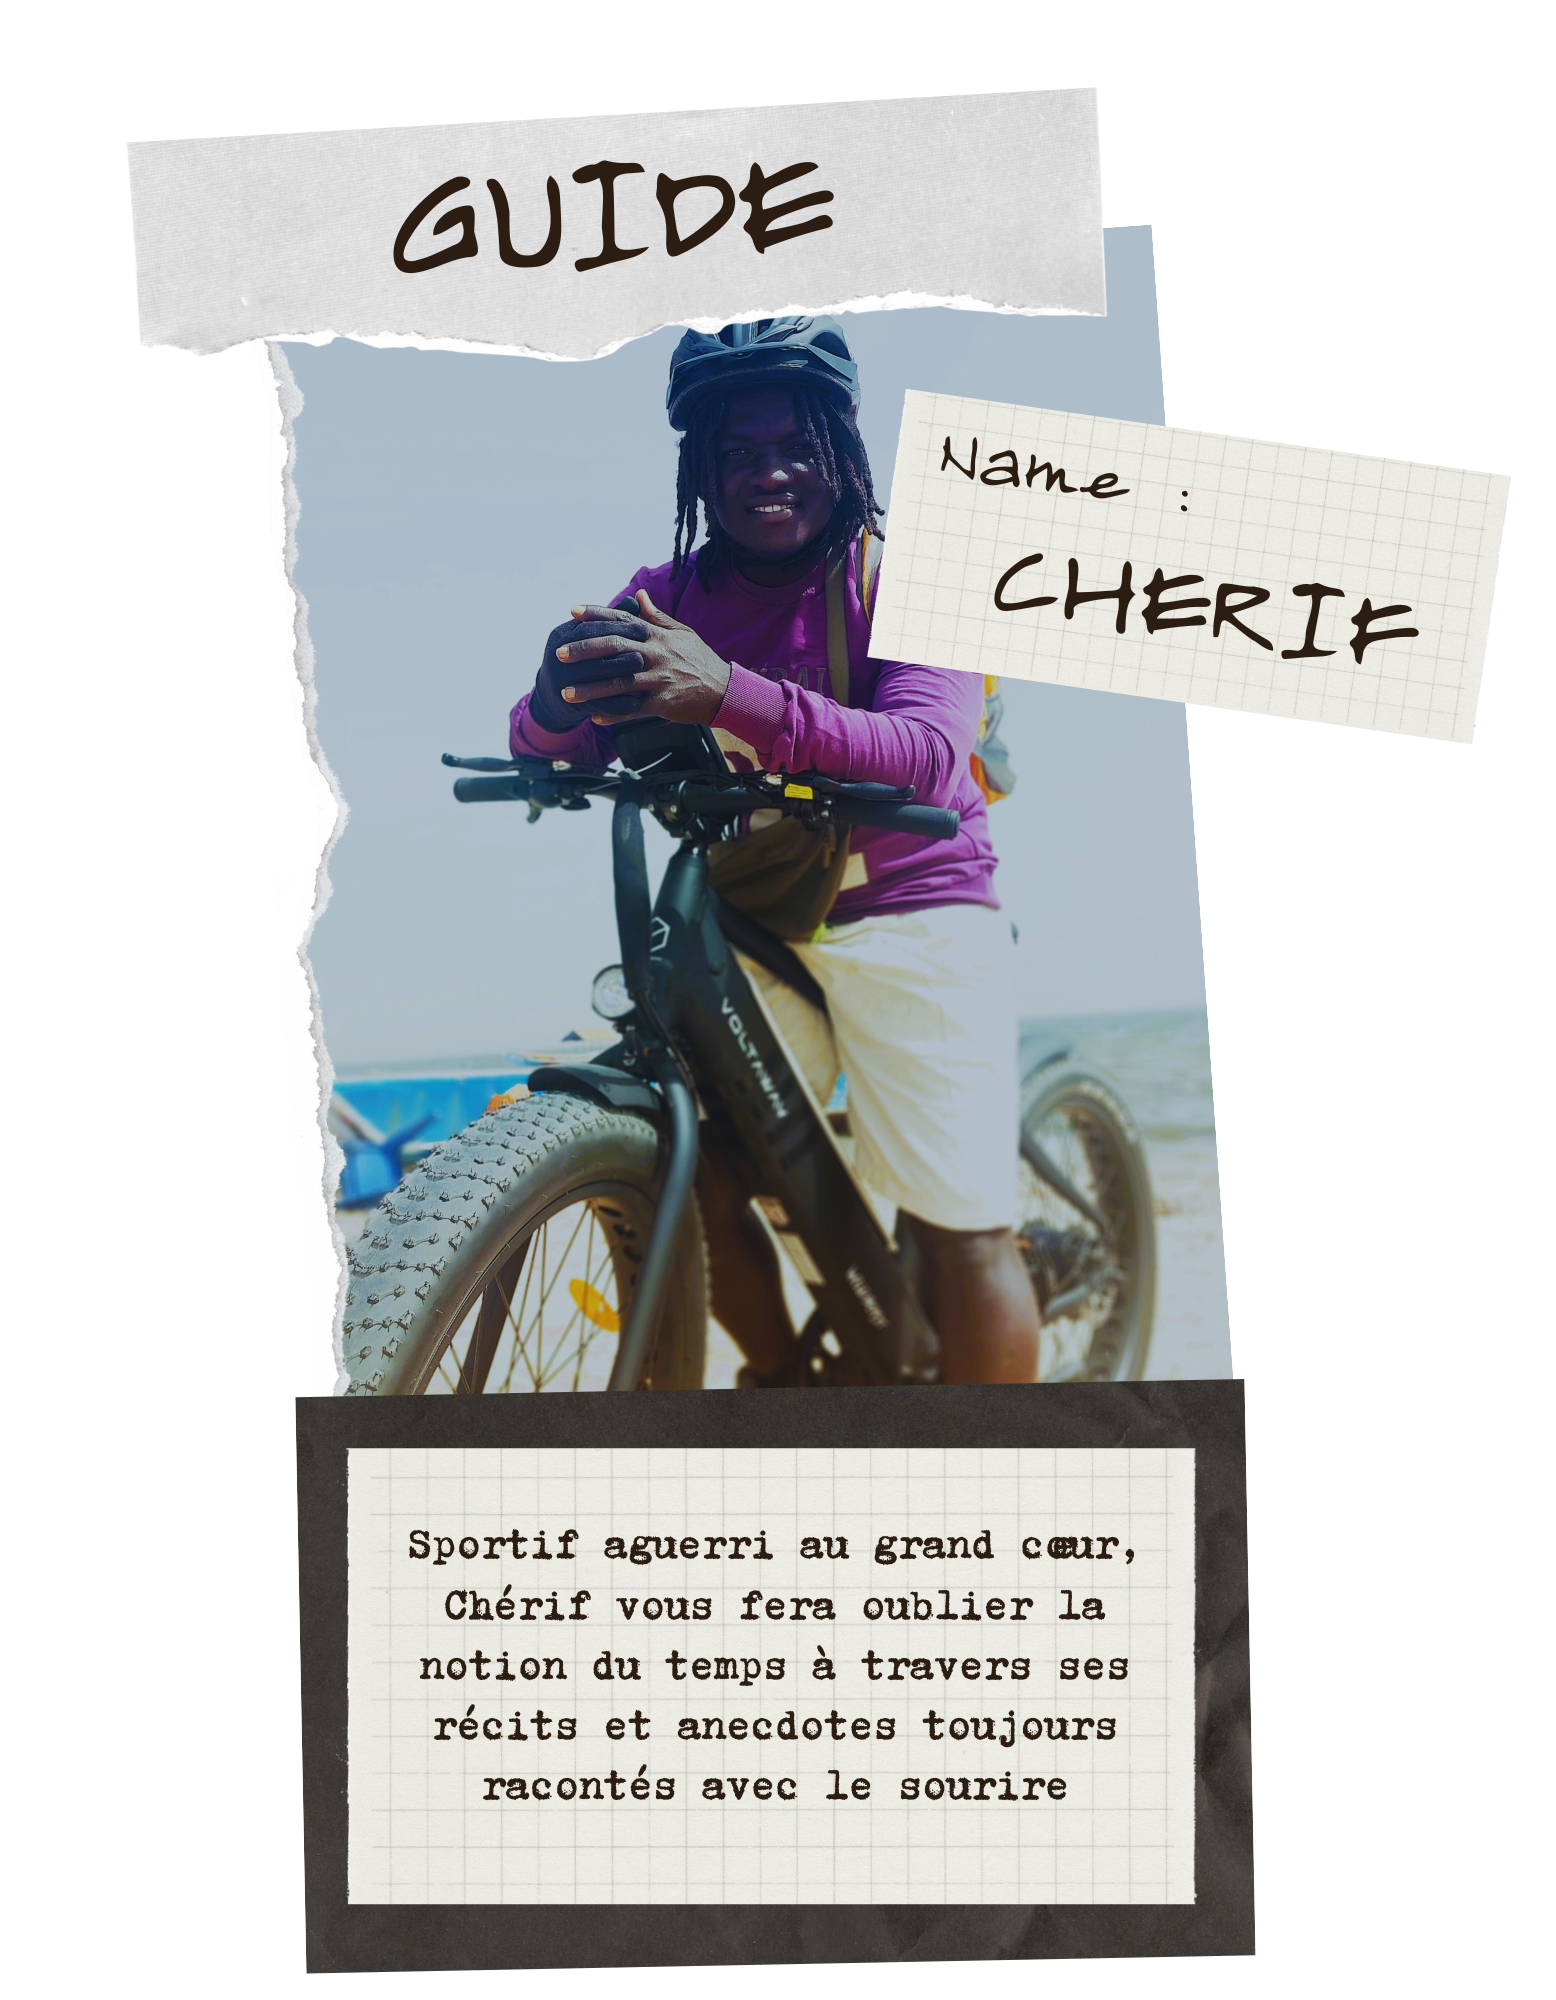 GUIDE
Name :
CHERIF
VOLTANIM
Sportif aguerri au grand cœur,
Chérif vous fera oublier la
notion du temps à travers ses
récits et anecdotes toujours
racontés avec le sourire